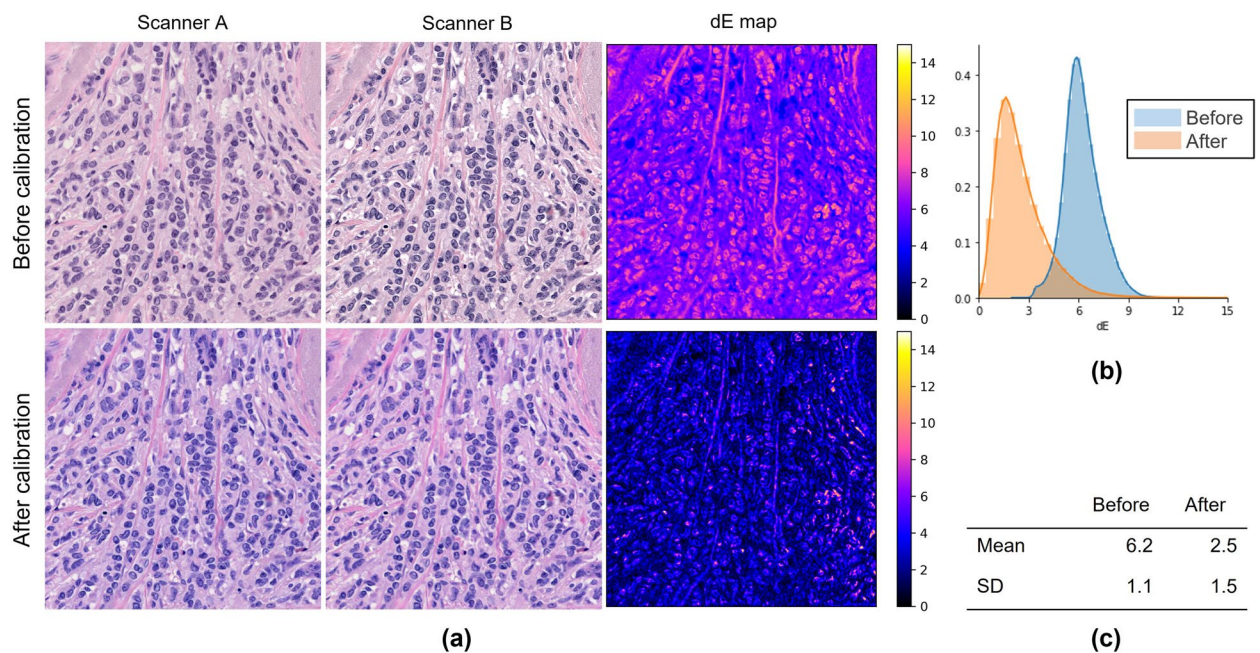 Scanner A
Scanner B
dE map
Before calibration
14
12
10
8
6
4
2
0
After calibration
14
12
10
8
6
4
2
0
(a)
0.4
0.3
0.2
0.1
0.0
0
3
6
9
12
15
dE
Before
After
(b)
Before After
Mean 6.2 2.5
SD 1.1 1.5
(c)